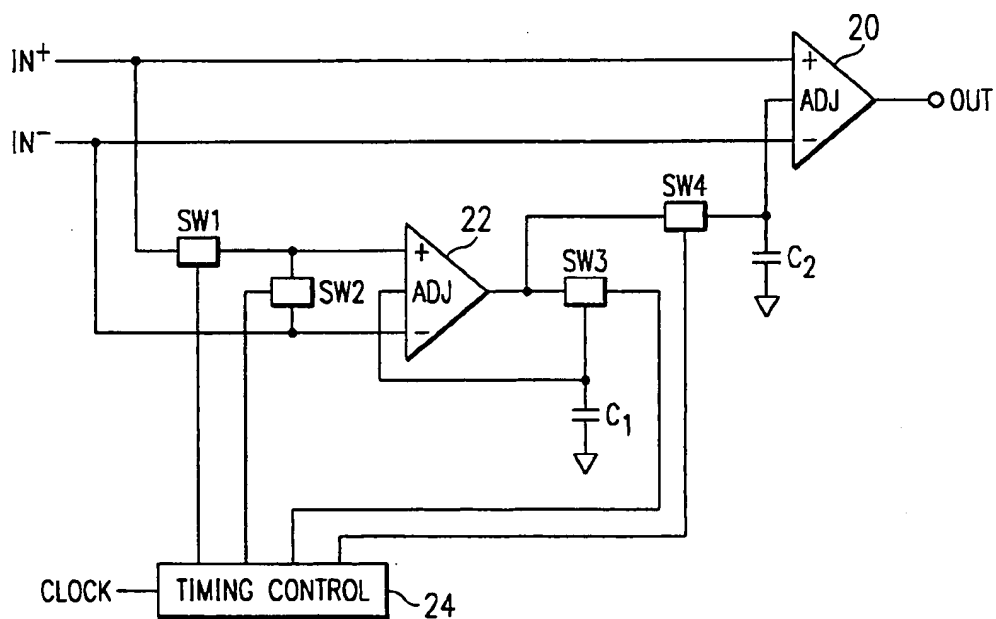 20
IN+
+
ADJ
OUT
IN−
−
SW4
SW1
22
+
SW3
C2
SW2
ADJ
−
C1
CLOCK
TIMING CONTROL
24